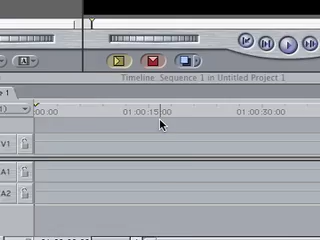 A
Timeline: Sequence 1 in Untitled Project 1
e 1
1)
:00:00
01:00:15:00
01:00:30:00
V1
A1
A2